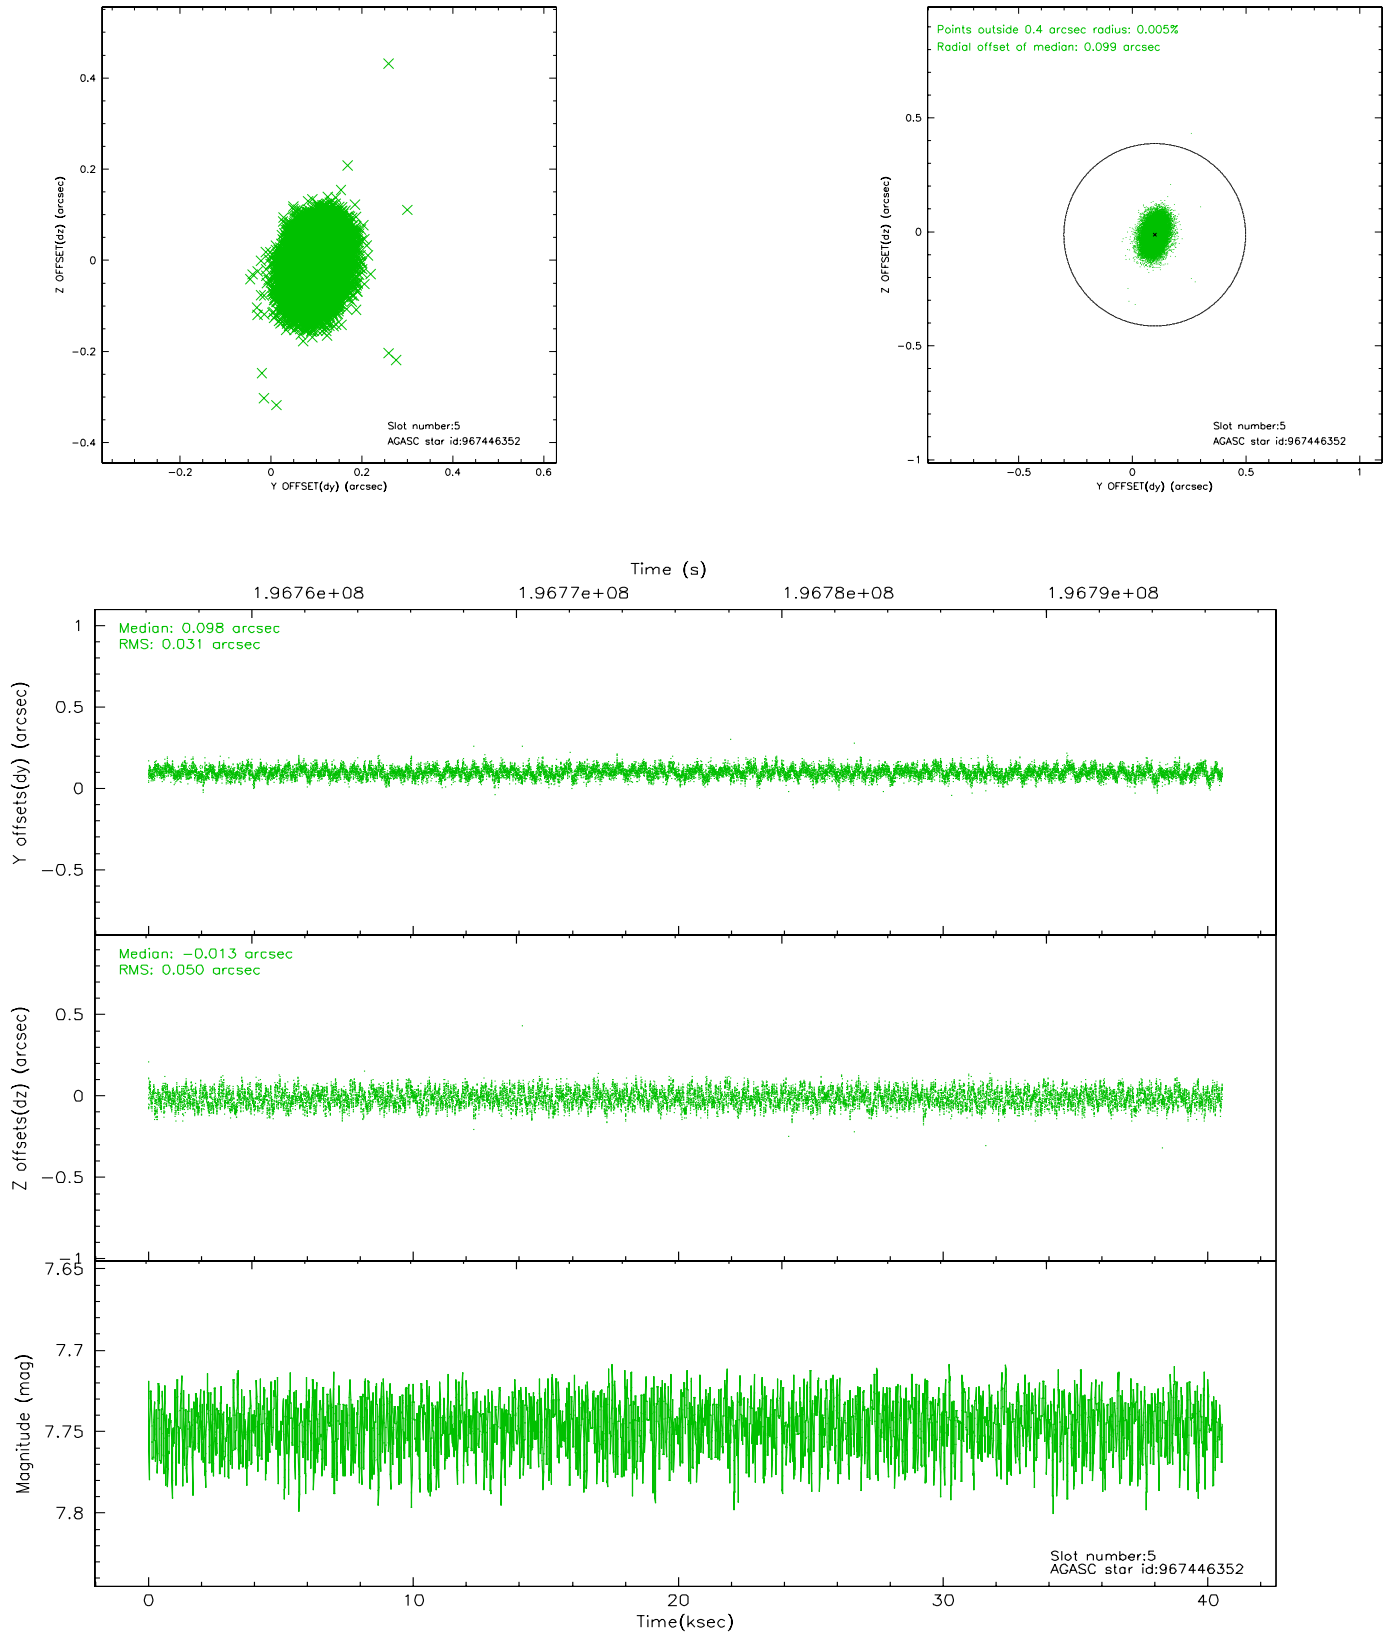 0.4
0.2
0
−0.2
−0.4
Z OFFSET(dz) (arcsec)
Slot number:5
AGASC star id:967446352
−0.2 0 0.2 0.4 0.6
Y OFFSET(dy) (arcsec)
Points outside 0.4 arcsec radius: 0.005%
Radial offset of median: 0.099 arcsec
0.5
0
−0.5
−1
Z OFFSET(dz) (arcsec)
Slot number:5
AGASC star id:967446352
−0.5 0 0.5 1
Y OFFSET(dy) (arcsec)
Time (s)
1.9676e+08 1.9677e+08 1.9678e+08 1.9679e+08
Median: 0.098 arcsec
RMS: 0.031 arcsec
1
0.5
0
−0.5
Y offsets(dy) (arcsec)
Median: −0.013 arcsec
RMS: 0.050 arcsec
0.5
0
−0.5
−1
Z offsets(dz) (arcsec)
7.65
7.7
7.75
7.8
Magnitude (mag)
Slot number:5
AGASC star id:967446352
0 10 20 30 40
Time(ksec)